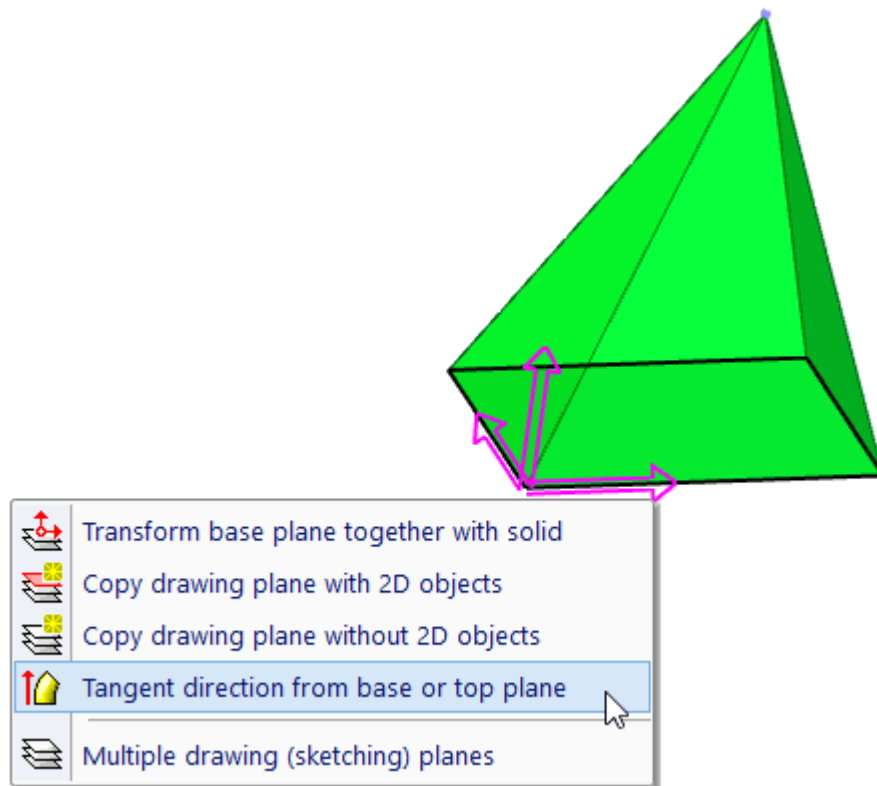 Transform base plane together with solid
Copy drawing plane with 2D objects
Copy drawing plane without 2D objects
Tangent direction from base or top plane
Multiple drawing (sketching) planes